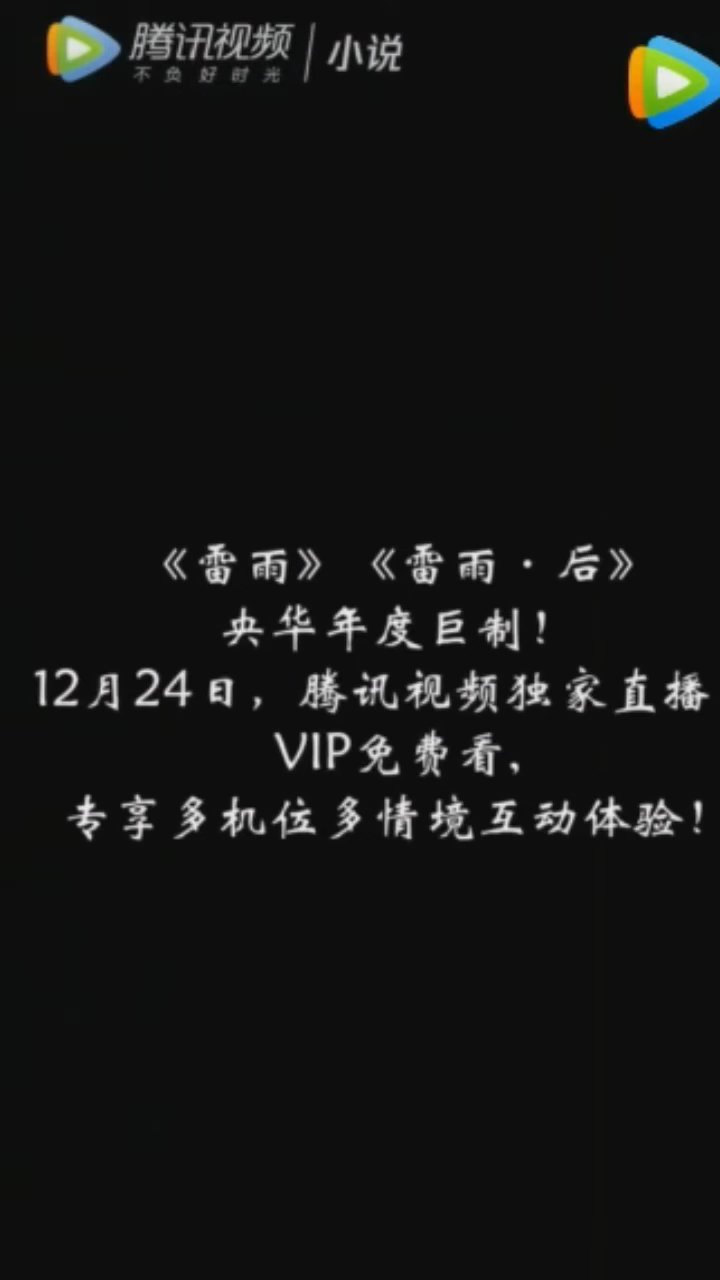 腾讯视频 | 小说
不负好时光
《雷雨》《雷雨·后》
央华年度巨制！
12月24日，腾讯视频独家直播
VIP免费看，
专享多机位多情境互动体验！